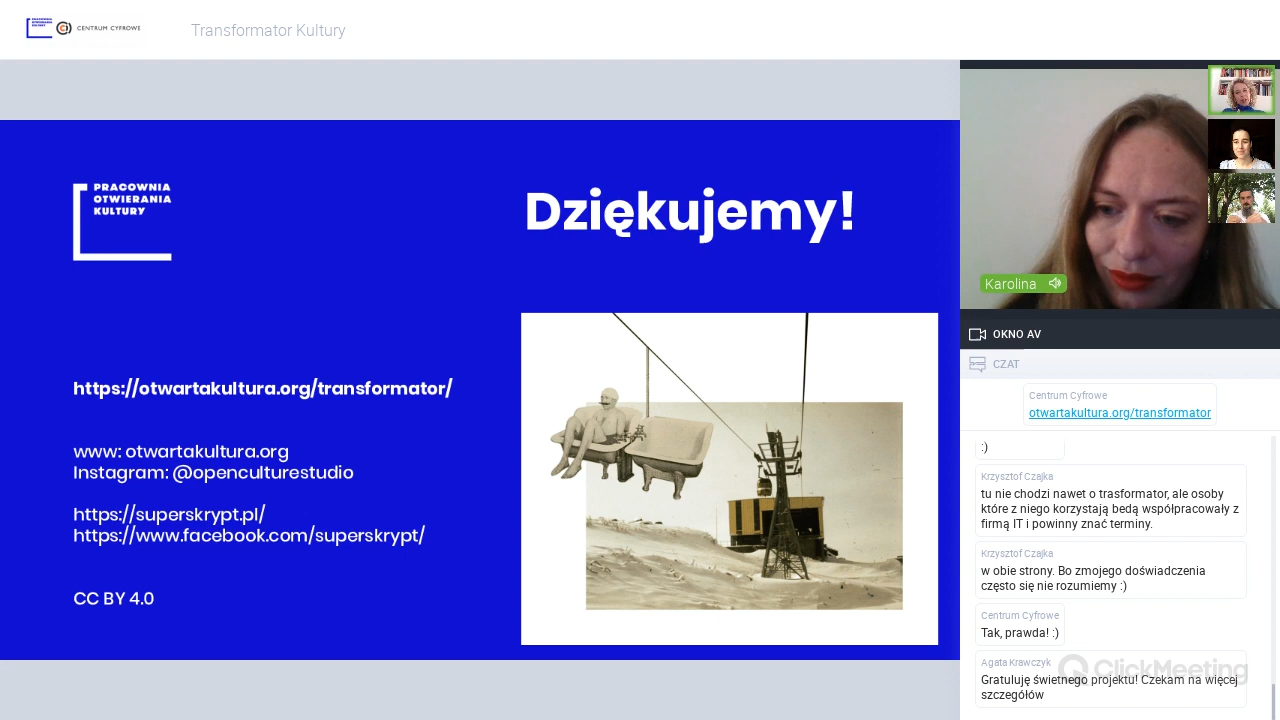 PRACOWNIA
OTWIERANIA
KULTURY
CENTRUM CYFROWE
Transformator Kultury
PRACOWNIA
OTWIERANIA
KULTURY
Dziękujemy!
https://otwartakultura.org/transformator/
www: otwartakultura.org
Instagram: @openculturestudio
https://superskrypt.pl/
https://www.facebook.com/superskrypt/
CC BY 4.0
Karolina
OKNO AV
CZAT
Centrum Cyfrowe
otwartakultura.org/transformator
:)
Krzysztof Czajka
tu nie chodzi nawet o trasformator, ale osoby
które z niego korzystają bedą współpracowały z
firmą IT i powinny znać terminy.
Krzysztof Czajka
w obie strony. Bo zmojego doświadczenia
często się nie rozumiemy :)
Centrum Cyfrowe
Tak, prawda! :)
Agata Krawczyk
Gratuluję świetnego projektu! Czekam na więcej
szczegółów
ClickMeeting